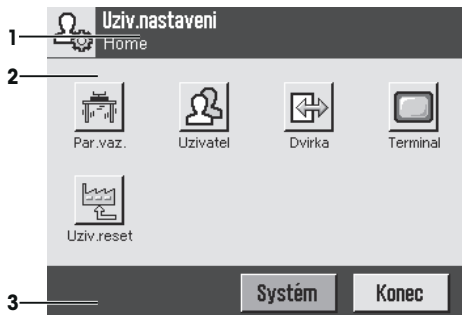 Uziv.nastaveni
1
Home
2
Par.vaz.
Uzivatel
Dvirka
Terminal
Uziv.reset
3
Systém
Konec